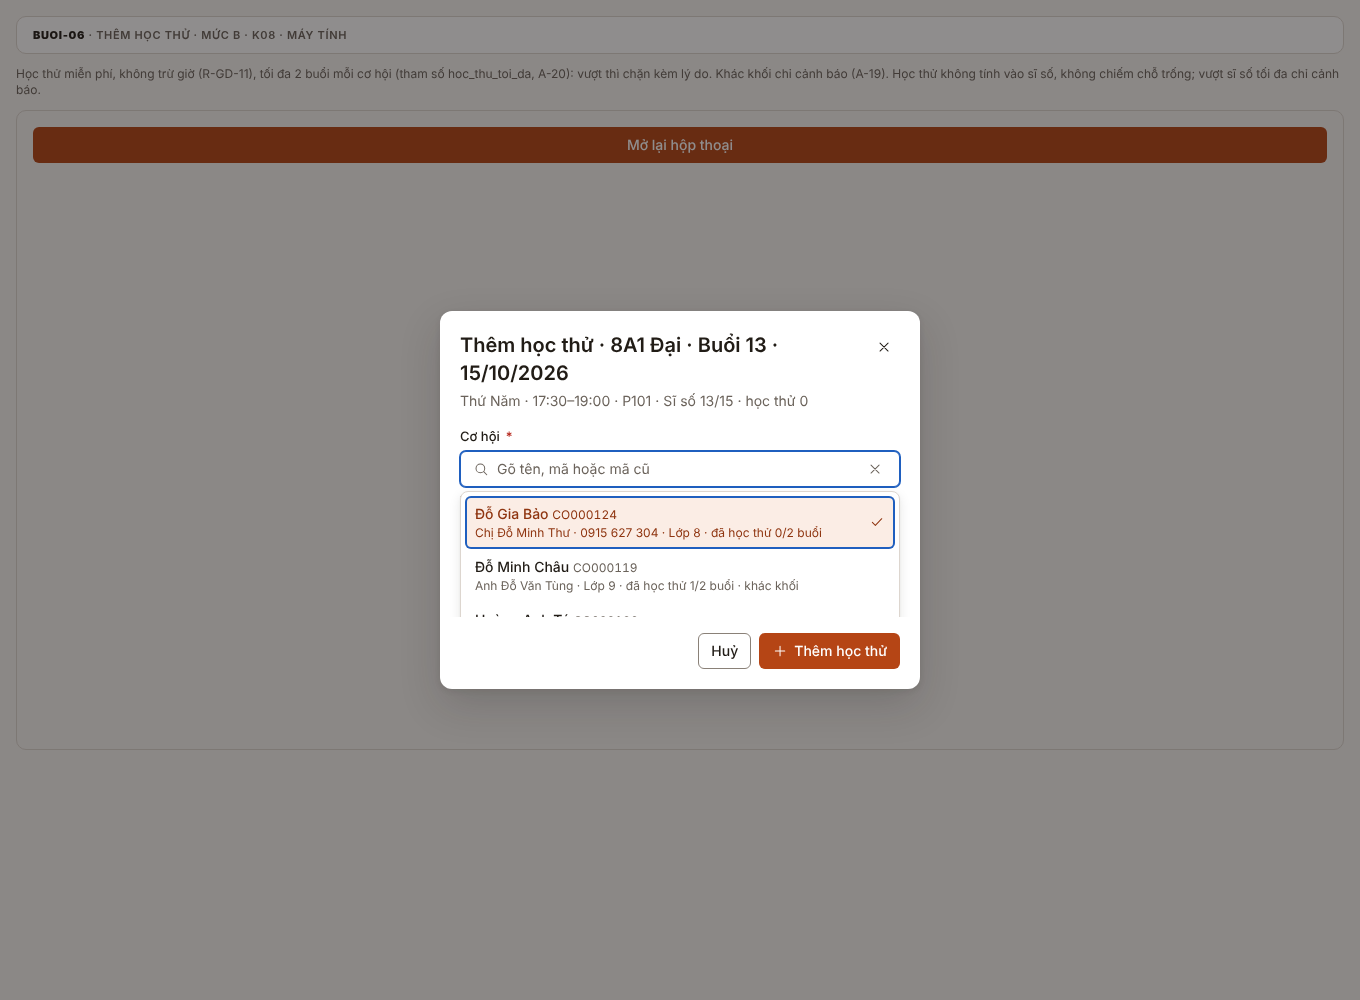 BUOI-06 · THÊM HỌC THỬ · MỨC B · K08 · MÁY TÍNH
Học thử miễn phí, không trừ giờ (R-GD-11), tối đa 2 buổi mỗi cơ hội (tham số hoc_thu_toi_da, A-20): vượt thì chặn kèm lý do. Khác khối chỉ cảnh báo (A-19). Học thử không tính vào sĩ số, không chiếm chỗ trống; vượt sĩ số tối đa chỉ cảnh
báo.
Mở lại hộp thoại
Thêm học thử · 8A1 Đại · Buổi 13 ·
15/10/2026
Thứ Năm · 17:30–19:00 · P101 · Sĩ số 13/15 · học thử 0
Cơ hội *
Gõ tên, mã hoặc mã cũ
Đỗ Gia Bảo CO000124
Chị Đỗ Minh Thư · 0915 627 304 · Lớp 8 · đã học thử 0/2 buổi
Đỗ Minh Châu CO000119
Anh Đỗ Văn Tùng · Lớp 9 · đã học thử 1/2 buổi · khác khối
Huỷ
Thêm học thử